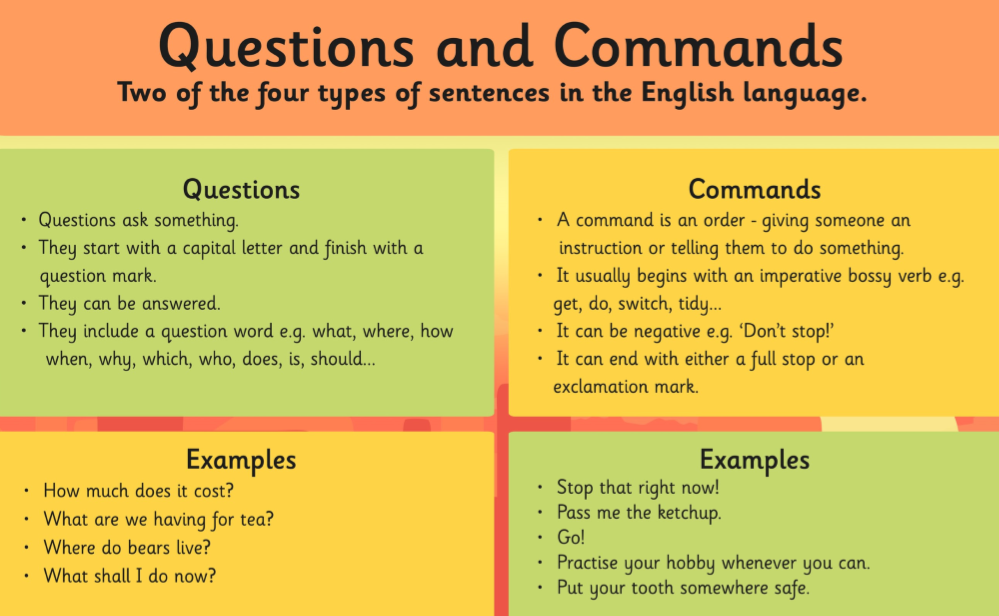 Questions and Commands
Two of the four types of sentences in the English language.
Questions
• Questions ask something.
• They start with a capital letter and finish with a
question mark.
• They can be answered.
• They include a question word e.g. what, where, how
when, why, which, who, does, is, should...
Commands
• A command is an order - giving someone an
instruction or telling them to do something.
• It usually begins with an imperative bossy verb e.g.
get, do, switch, tidy...
• It can be negative e.g. ‘Don’t stop!’
• It can end with either a full stop or an
exclamation mark.
Examples
• How much does it cost?
• What are we having for tea?
• Where do bears live?
• What shall I do now?
Examples
• Stop that right now!
• Pass me the ketchup.
• Go!
• Practise your hobby whenever you can.
• Put your tooth somewhere safe.